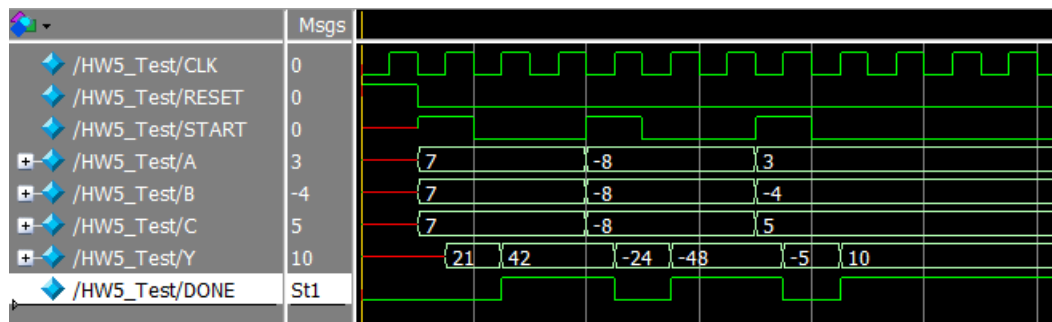 Msgs
/HW5_Test/CLK 0
/HW5_Test/RESET 0
/HW5_Test/START 0
/HW5_Test/A 3 7 -8 3
/HW5_Test/B -4 7 -8 -4
/HW5_Test/C 5 7 -8 5
/HW5_Test/Y 10 21 42 -24 -48 -5 10
/HW5_Test/DONE St1